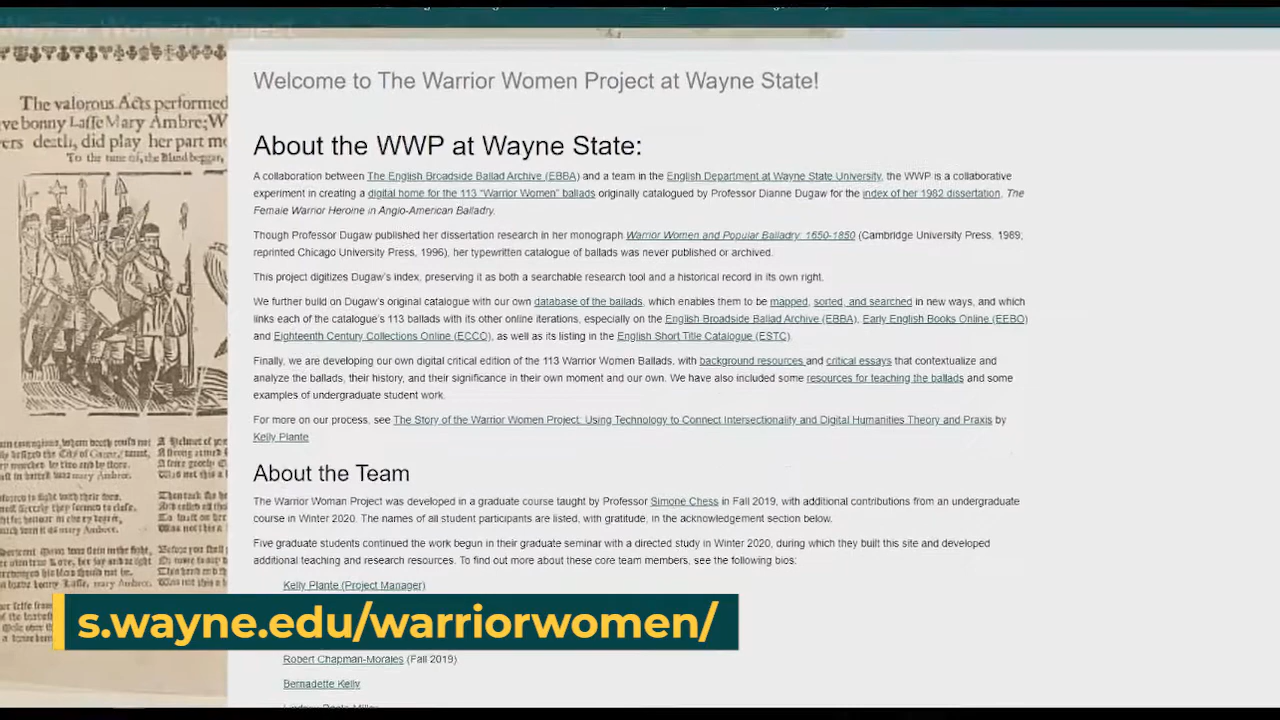 Welcome to The Warrior Women Project at Wayne State!
The valorous Acts performed
ve bonny Lasse Mary Ambre; W
ers death, did play her part
To the tune of, the Blind beggar,
About the WWP at Wayne State:
A collaboration between The English Broadside Ballad Archive (EBBA) and a team in the English Department at Wayne State University, the WWP is a collaborative
experiment in creating a digital home for the 113 "Warrior Women" ballads originally catalogued by Professor Dianne Dugaw for the index of her 1982 dissertation, The
Female Warrior Heroine in Anglo-American Balladry.
Though Professor Dugaw published her dissertation research in her monograph Warrior Women and Popular Balladry: 1650-1850 (Cambridge University Press, 1989;
reprinted Chicago University Press, 1996), her typewritten catalogue of ballads was never published or archived.
This project digitizes Dugaw's index, preserving it as both a searchable research tool and a historical record in its own right.
We further build on Dugaw's original catalogue with our own database of the ballads, which enables them to be mapped, sorted, and searched in new ways, and which
links each of the catalogue's 113 ballads with its other online iterations, especially on the English Broadside Ballad Archive (EBBA), Early English Books Online (EEBO)
and Eighteenth Century Collections Online (ECCO), as well as its listing in the English Short Title Catalogue (ESTC).
Finally, we are developing our own digital critical edition of the 113 Warrior Women Ballads, with background resources and critical essays that contextualize and
analyze the ballads, their history, and their significance in their own moment and our own. We have also included some resources for teaching the ballads and some
examples of undergraduate student work.
For more on our process, see The Story of the Warrior Women Project: Using Technology to Connect Intersectionality and Digital Humanities Theory and Praxis by
Kelly Plante
About the Team
The Warrior Woman Project was developed in a graduate course taught by Professor Simone Chess in Fall 2019, with additional contributions from an undergraduate
course in Winter 2020. The names of all student participants are listed, with gratitude, in the acknowledgement section below.
Five graduate students continued the work begun in their graduate seminar with a directed study in Winter 2020, during which they built this site and developed
additional teaching and research resources. To find out more about these core team members, see the following bios:
Kelly Plante (Project Manager)
s.wayne.edu/warriorwomen/
Robert Chapman-Morales (Fall 2019)
Bernadette Kelly